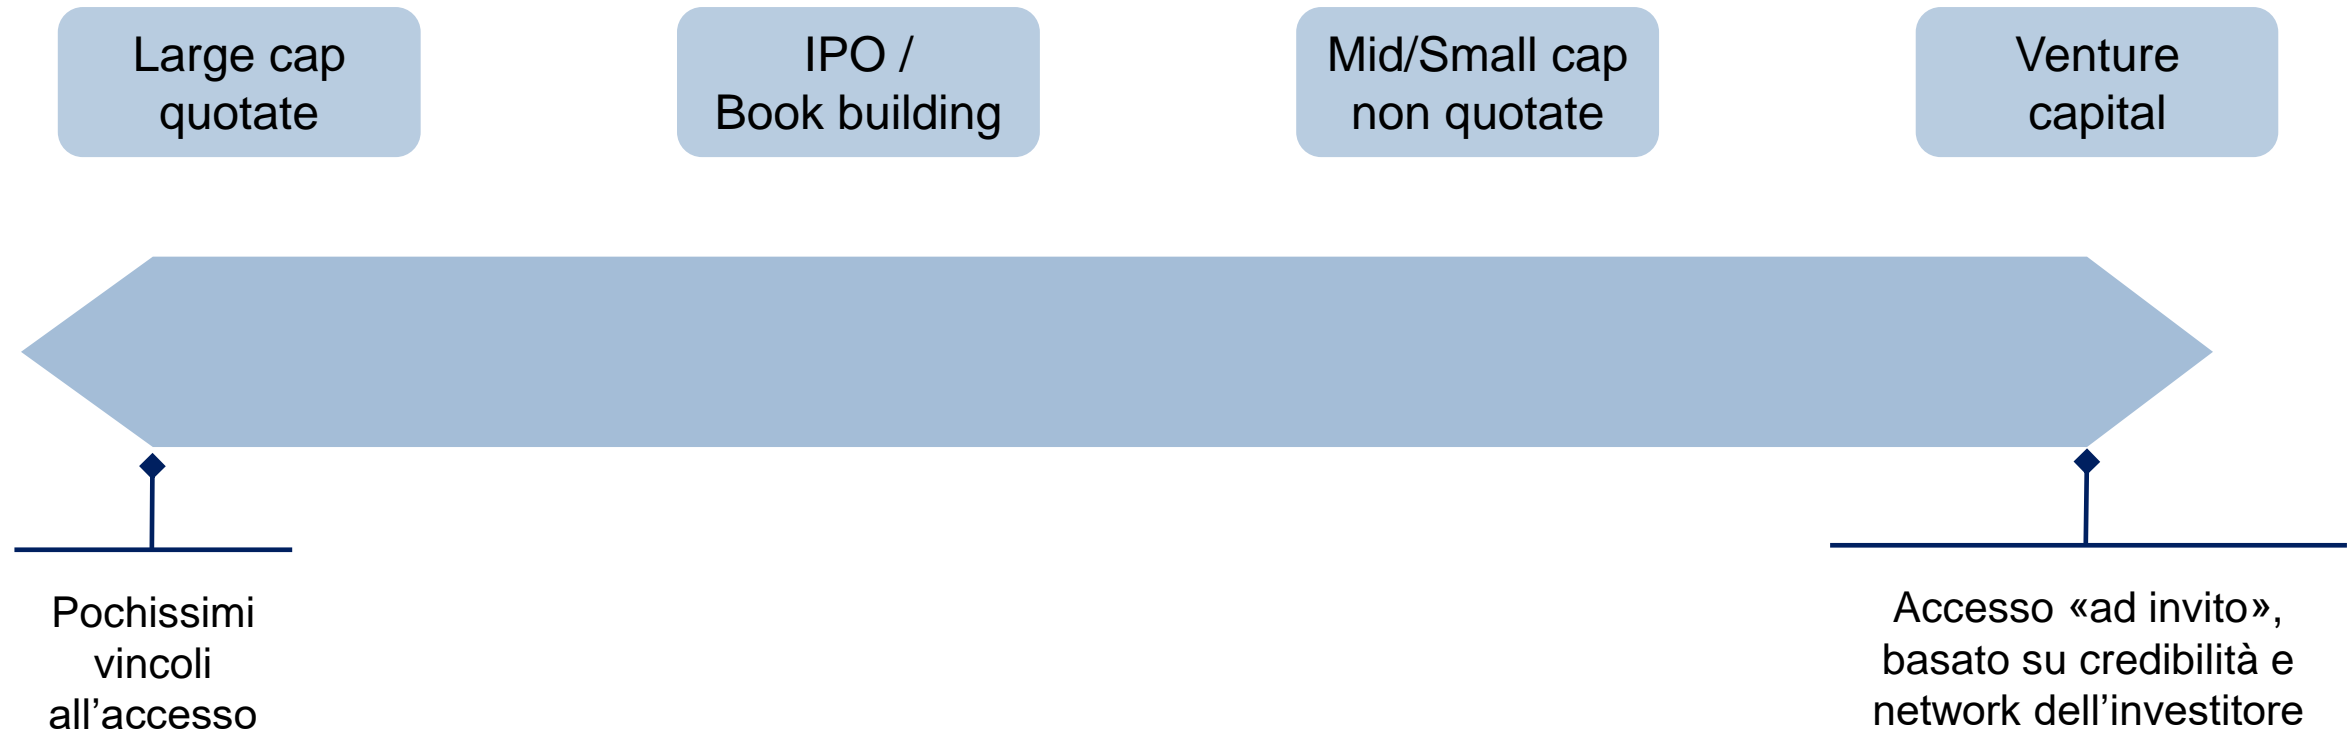 Large cap
quotate
IPO /
Book building
Mid/Small cap
non quotate
Venture
capital
Pochissimi
vincoli
all’accesso
Accesso «ad invito»,
basato su credibilità e
network dell’investitore